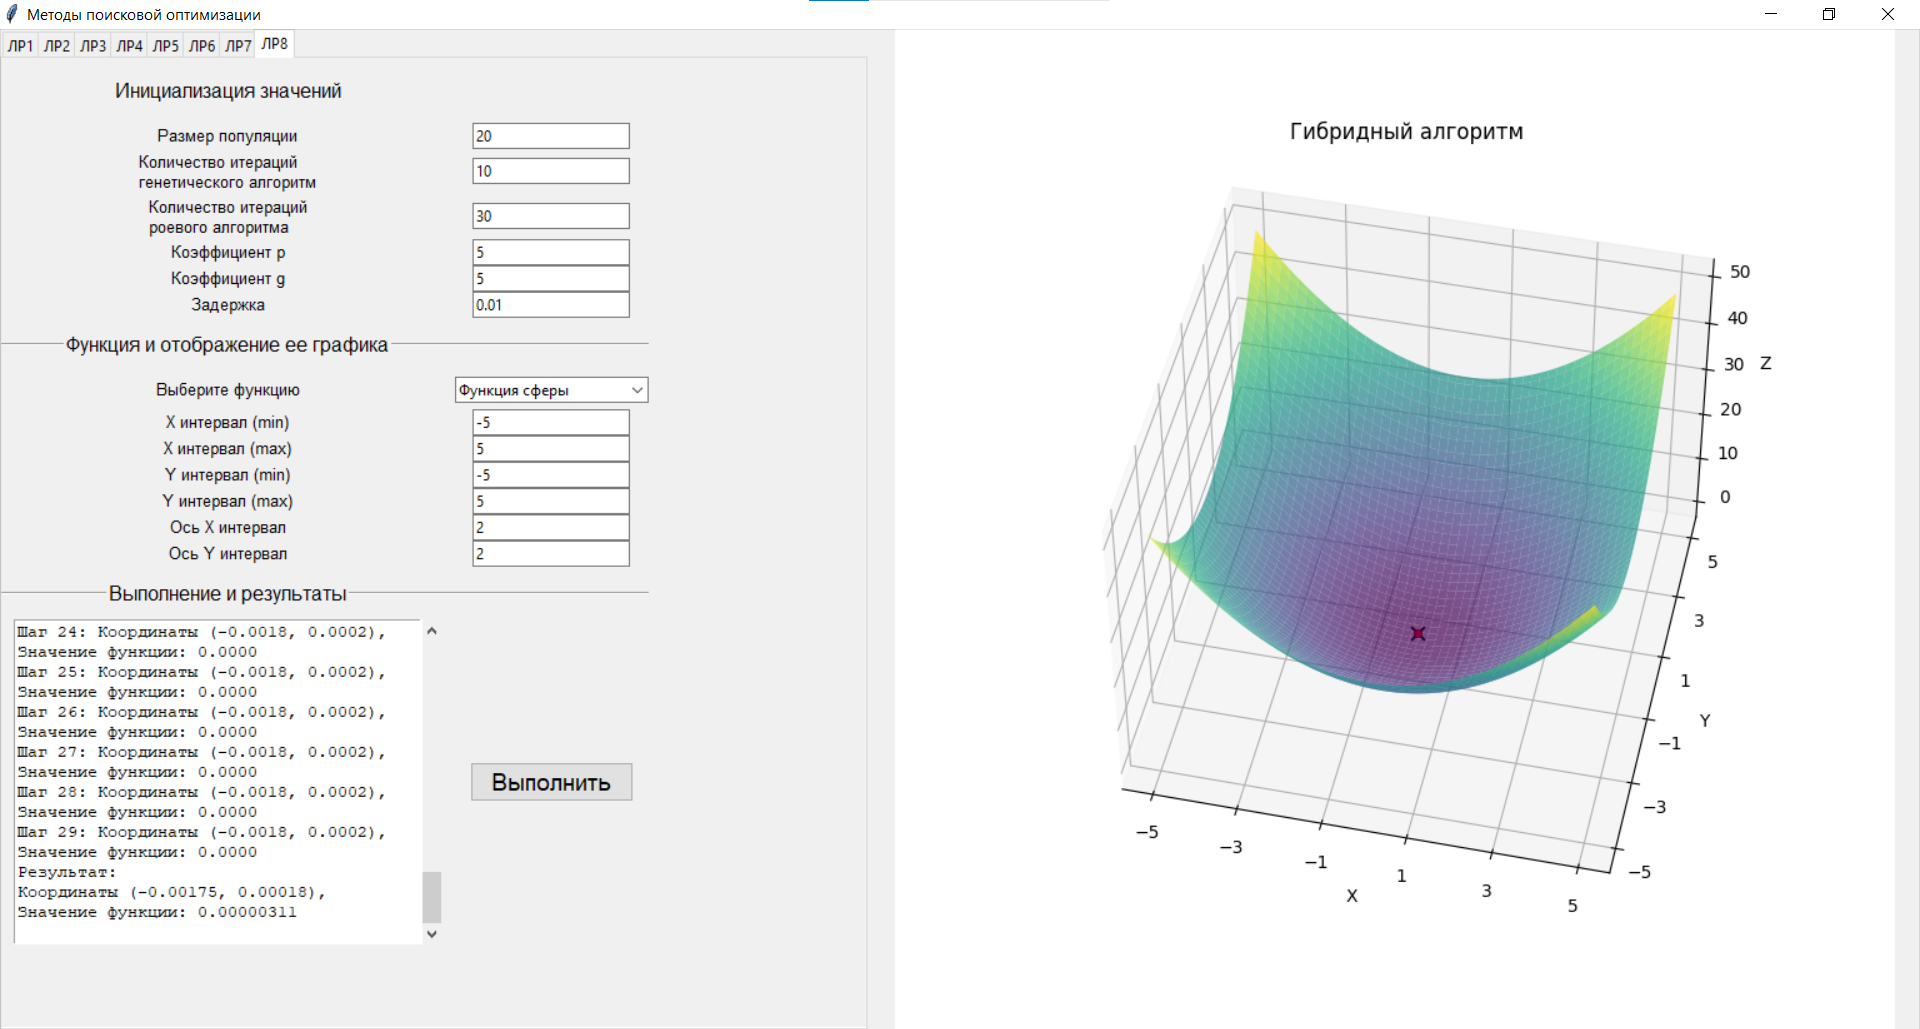 Методы поисковой оптимизации
ЛР1 ЛР2 ЛР3 ЛР4 ЛР5 ЛР6 ЛР7 ЛР8
Инициализация значений
Размер популяции 20
Количество итераций
генетического алгоритм
10
Количество итераций
роевого алгоритма
30
Коэффициент p 5
Коэффициент g 5
Задержка 0.01
Функция и отображение ее графика
Выберите функцию Функция сферы
X интервал (min) -5
X интервал (max) 5
Y интервал (min) -5
Y интервал (max) 5
Ось X интервал 2
Ось Y интервал 2
Выполнение и результаты
Шаг 24: Координаты (-0.0018, 0.0002),
Значение функции: 0.0000
Шаг 25: Координаты (-0.0018, 0.0002),
Значение функции: 0.0000
Шаг 26: Координаты (-0.0018, 0.0002),
Значение функции: 0.0000
Шаг 27: Координаты (-0.0018, 0.0002),
Значение функции: 0.0000
Шаг 28: Координаты (-0.0018, 0.0002),
Значение функции: 0.0000
Шаг 29: Координаты (-0.0018, 0.0002),
Значение функции: 0.0000
Результат:
Координаты (-0.00175, 0.00018),
Значение функции: 0.00000311
Выполнить
Гибридный алгоритм
50
40
30 Z
20
10
0
5
3
1
Y
−1
−3
−5
−5
−3
−1
1
3
5
X